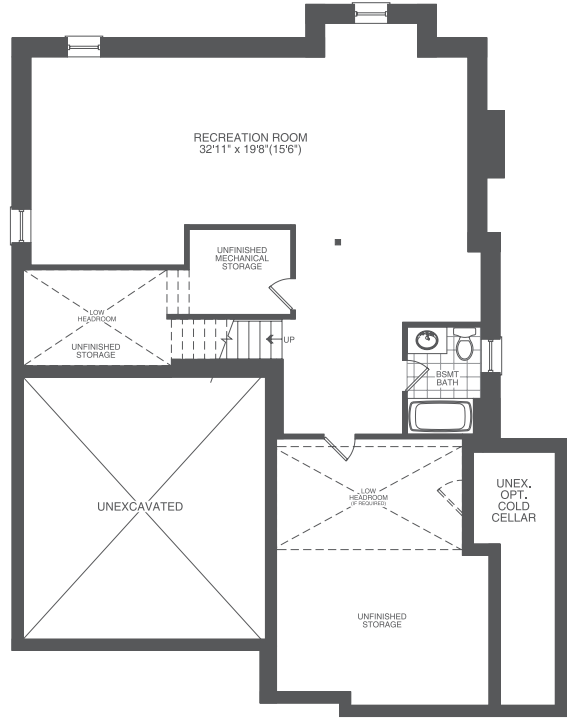 RECREATION ROOM
32'11" x 19'8"(15'6")
UNFINISHED
MECHANICAL
STORAGE
LOW
HEADROOM
UNFINISHED
STORAGE
UP
BSMT
BATH
UNEXCAVATED
LOW
HEADROOM
(IF REQUIRED)
UNEX.
OPT.
COLD
CELLAR
UNFINISHED
STORAGE